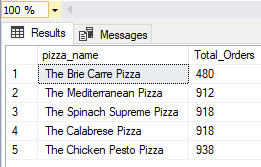 100 %
Results Messages
pizza_name Total_Orders
1 The Brie Carre Pizza 480
2 The Mediterranean Pizza 912
3 The Spinach Supreme Pizza 918
4 The Calabrese Pizza 918
5 The Chicken Pesto Pizza 938